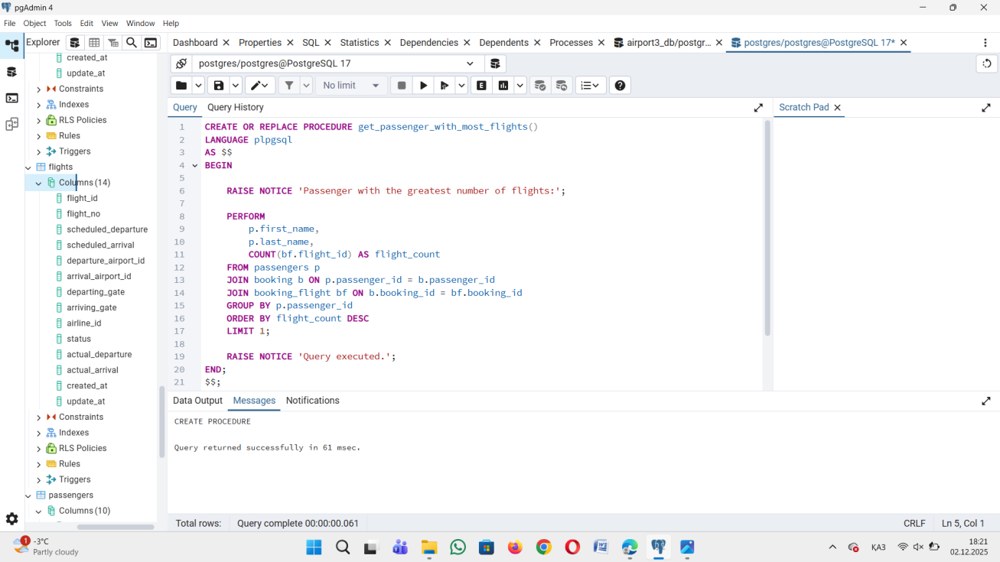 pgAdmin 4
File Object Tools Edit View Window Help
Explorer
Dashboard Properties SQL Statistics Dependencies Dependents Processes airport3_db/postgr... postgres/postgres@PostgreSQL 17*
postgres/postgres@PostgreSQL 17
No limit
E
Query Query History
Scratch Pad
created_at
update_at
Constraints
Indexes
RLS Policies
Rules
Triggers
flights
Columns (14)
flight_id
flight_no
scheduled_departure
scheduled_arrival
departure_airport_id
arrival_airport_id
departing_gate
arriving_gate
airline_id
status
actual_departure
actual_arrival
created_at
update_at
Constraints
Indexes
RLS Policies
Rules
Triggers
passengers
Columns (10)
1 CREATE OR REPLACE PROCEDURE get_passenger_with_most_flights()
2 LANGUAGE plpgsql
3 AS $$
4 BEGIN
5
6 RAISE NOTICE 'Passenger with the greatest number of flights:';
7
8 PERFORM
9 p.first_name,
10 p.last_name,
11 COUNT(bf.flight_id) AS flight_count
12 FROM passengers p
13 JOIN booking b ON p.passenger_id = b.passenger_id
14 JOIN booking_flight bf ON b.booking_id = bf.booking_id
15 GROUP BY p.passenger_id
16 ORDER BY flight_count DESC
17 LIMIT 1;
18
19 RAISE NOTICE 'Query executed.';
20 END;
21 $$;
Data Output Messages Notifications
CREATE PROCEDURE
Query returned successfully in 61 msec.
Total rows: Query complete 00:00:00.061 CRLF Ln 5, Col 1
1
-3°C
Partly cloudy
ҚАЗ
18:21
02.12.2025